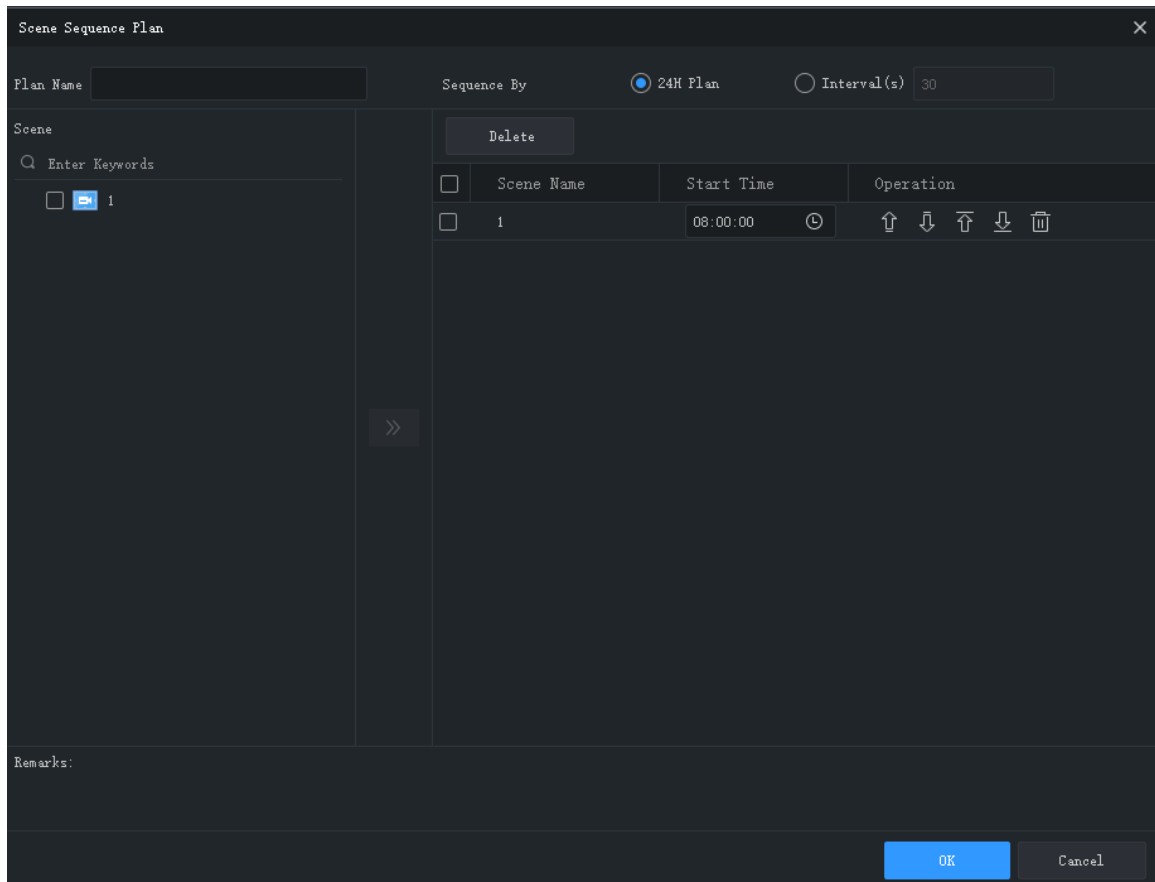 Scene Sequence Plan
Plan Name Sequence By 24H Plan Interval(s) 30
Scene
Delete
Enter Keywords
Scene Name Start Time Operation
1
1 08:00:00
Remarks:
OK Cancel